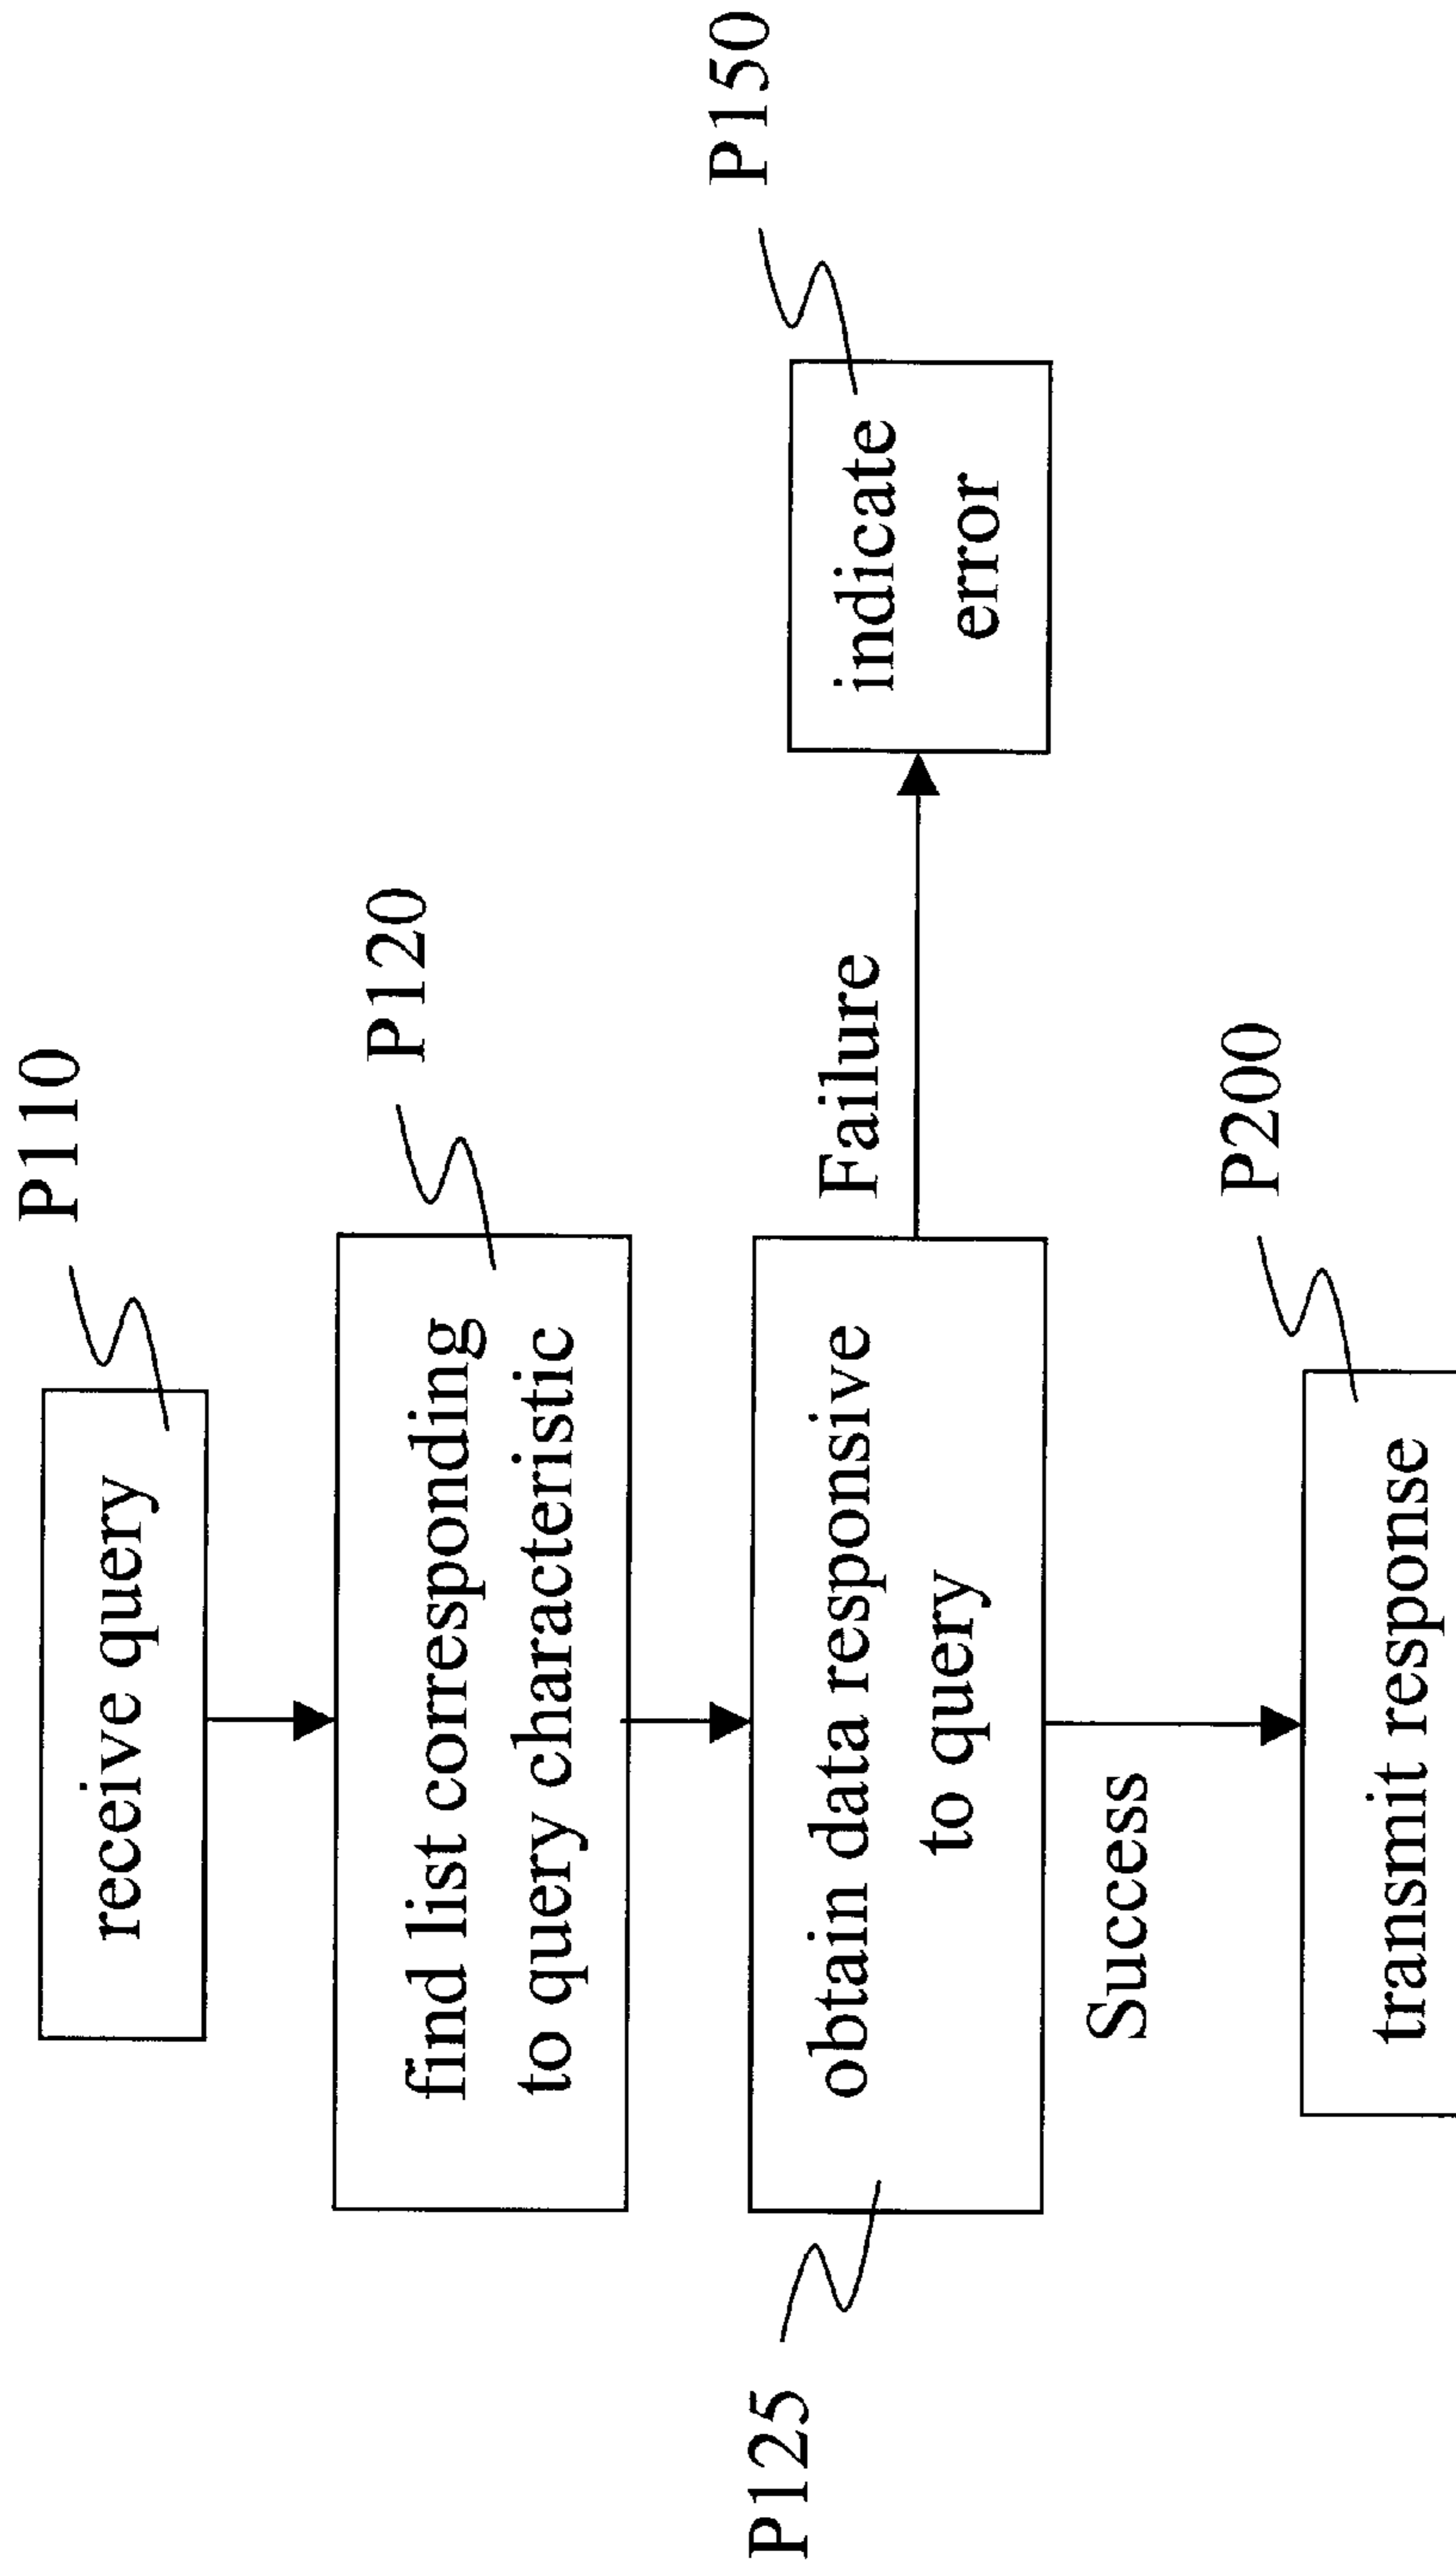 P110
receive query
P120
find list corresponding
to query characteristic
P125
obtain data responsive
to query
Failure
P150
indicate
error
Success
P200
transmit response